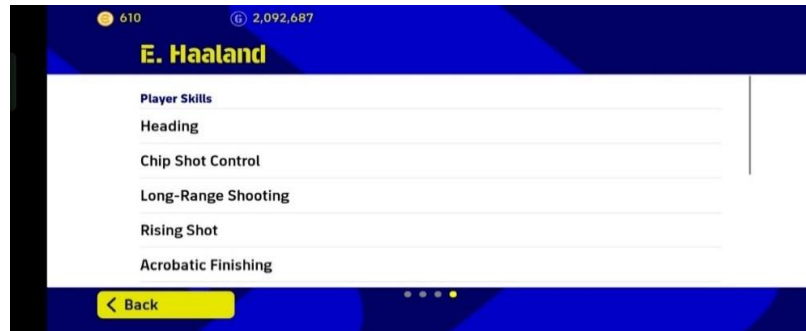 610
2,092,687
E. Haaland
Player Skills
Heading
Chip Shot Control
Long-Range Shooting
Rising Shot
Acrobatic Finishing
Back